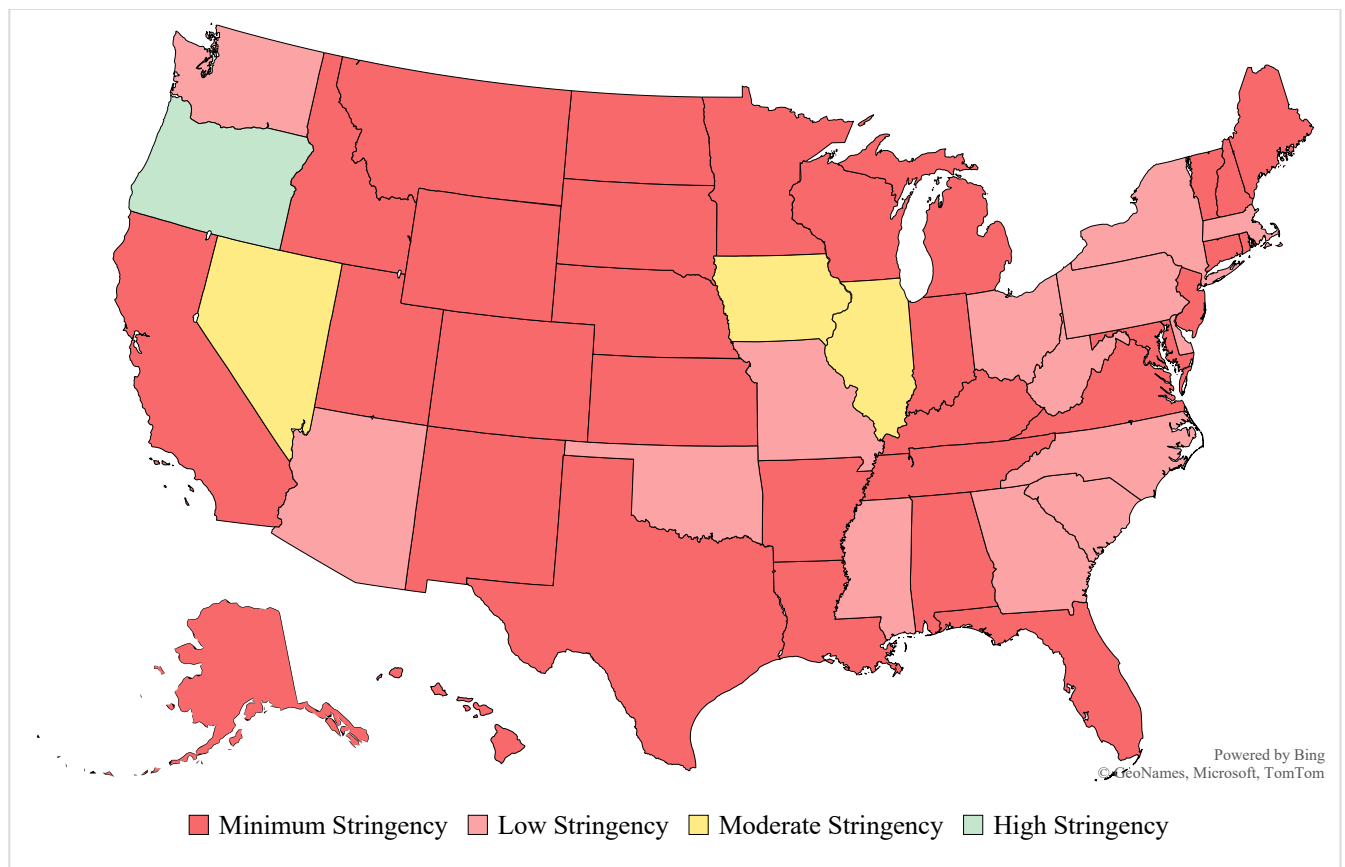 Powered by Bing
© GeoNames, Microsoft, TomTom
Minimum Stringency Low Stringency Moderate Stringency High Stringency